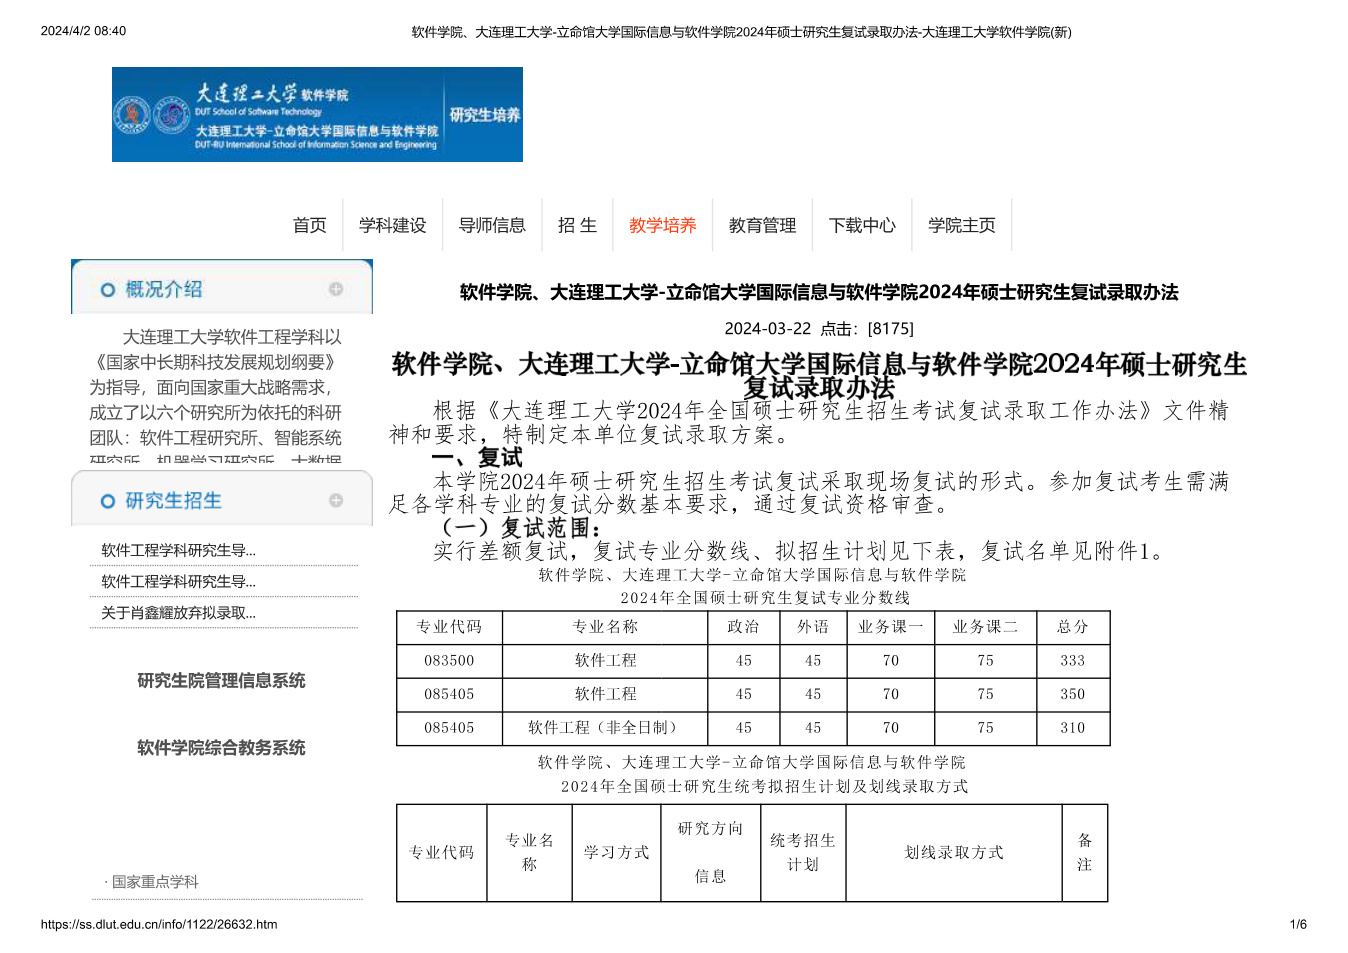 2024/4/2 08:40
软件学院、大连理工大学-立命馆大学国际信息与软件学院2024年硕士研究生复试录取办法-大连理工大学软件学院(新)
大连理工大学 软件学院
DUT School of Software Technology
大连理工大学-立命馆大学国际信息与软件学院
DUT-RU International School of Information Science and Engineering
研究生培养
首页 学科建设 导师信息 招 生 教学培养 教育管理 下载中心 学院主页
概况介绍
大连理工大学软件工程学科以
《国家中长期科技发展规划纲要》
为指导，面向国家重大战略需求，
成立了以六个研究所为依托的科研
团队：软件工程研究所、智能系统
研究所、机器学习研究所、大数据
研究生招生
软件工程学科研究生导...
软件工程学科研究生导...
关于肖鑫耀放弃拟录取...
研究生院管理信息系统
软件学院综合教务系统
· 国家重点学科
软件学院、大连理工大学-立命馆大学国际信息与软件学院2024年硕士研究生复试录取办法
2024-03-22 点击：[8175]
软件学院、大连理工大学-立命馆大学国际信息与软件学院2024年硕士研究生
复试录取办法
根据《大连理工大学2024年全国硕士研究生招生考试复试录取工作办法》文件精
神和要求，特制定本单位复试录取方案。
一、复试
本学院2024年硕士研究生招生考试复试采取现场复试的形式。参加复试考生需满
足各学科专业的复试分数基本要求，通过复试资格审查。
（一）复试范围：
实行差额复试，复试专业分数线、拟招生计划见下表，复试名单见附件1。
软件学院、大连理工大学-立命馆大学国际信息与软件学院
2024年全国硕士研究生复试专业分数线
专业代码 专业名称 政治 外语 业务课一 业务课二 总分
083500 软件工程 45 45 70 75 333
085405 软件工程 45 45 70 75 350
085405 软件工程（非全日制） 45 45 70 75 310
软件学院、大连理工大学-立命馆大学国际信息与软件学院
2024年全国硕士研究生统考拟招生计划及划线录取方式
专业代码 专业名称 学习方式 研究方向信息 统考招生计划 划线录取方式 备注
https://ss.dlut.edu.cn/info/1122/26632.htm
1/6